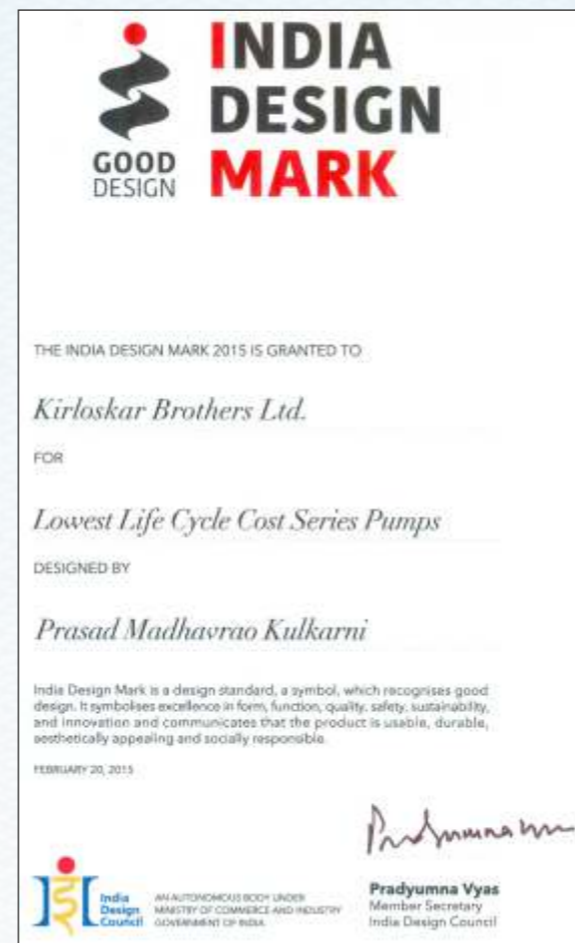 INDIA
DESIGN
MARK
GOOD
DESIGN
THE INDIA DESIGN MARK 2015 IS GRANTED TO
Kirloskar Brothers Ltd.
FOR
Lowest Life Cycle Cost Series Pumps
DESIGNED BY
Prasad Madhavrao Kulkarni
India Design Mark is a design standard, a symbol, which recognises good
design. It symbolises excellence in form, function, quality, safety, sustainability,
and innovation and communicates that the product is usable, durable,
aesthetically appealing and socially responsible.
FEBRUARY 20, 2015
ई
India
Design
Council
AN AUTONOMOUS BODY UNDER
MINISTRY OF COMMERCE AND INDUSTRY
GOVERNMENT OF INDIA
Pradyumna Vyas
Member Secretary
India Design Council